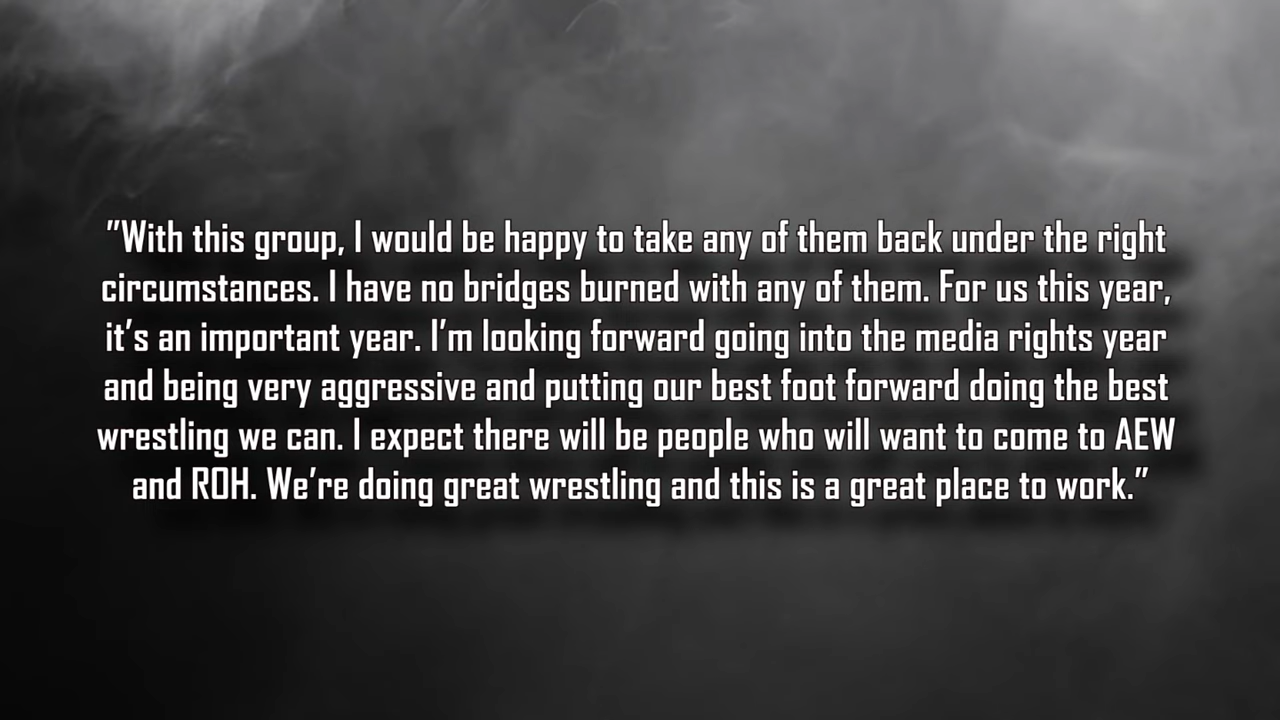 "With this group, I would be happy to take any of them back under the right
circumstances. I have no bridges burned with any of them. For us this year,
it's an important year. I'm looking forward going into the media rights year
and being very aggressive and putting our best foot forward doing the best
wrestling we can. I expect there will be people who will want to come to AEW
and ROH. We're doing great wrestling and this is a great place to work."